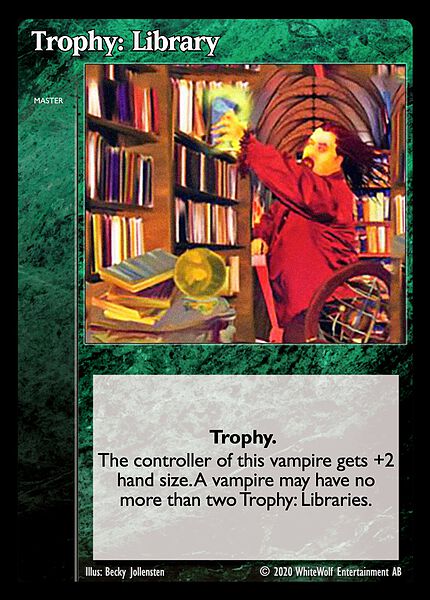 Trophy: Library
MASTER
Trophy.
The controller of this vampire gets +2
hand size. A vampire may have no
more than two Trophy: Libraries.
Illus: Becky Jollensten © 2020 WhiteWolf Entertainment AB